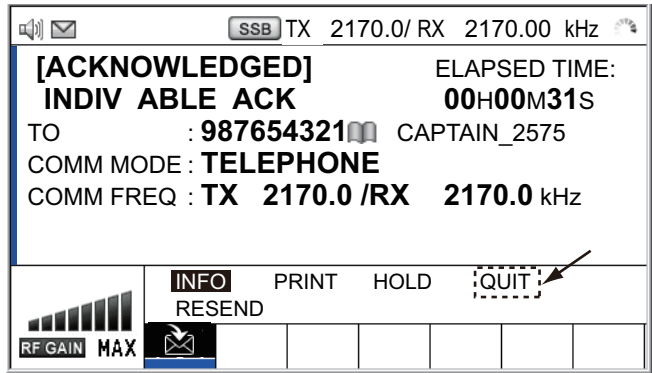 SSB TX 2170.0/ RX 2170.00 kHz
[ACKNOWLEDGED] ELAPSED TIME:
INDIV ABLE ACK 00H00M31S
TO : 987654321 CAPTAIN_2575
COMM MODE : TELEPHONE
COMM FREQ : TX 2170.0 /RX 2170.0 kHz
INFO PRINT HOLD QUIT
RESEND
RF GAIN MAX